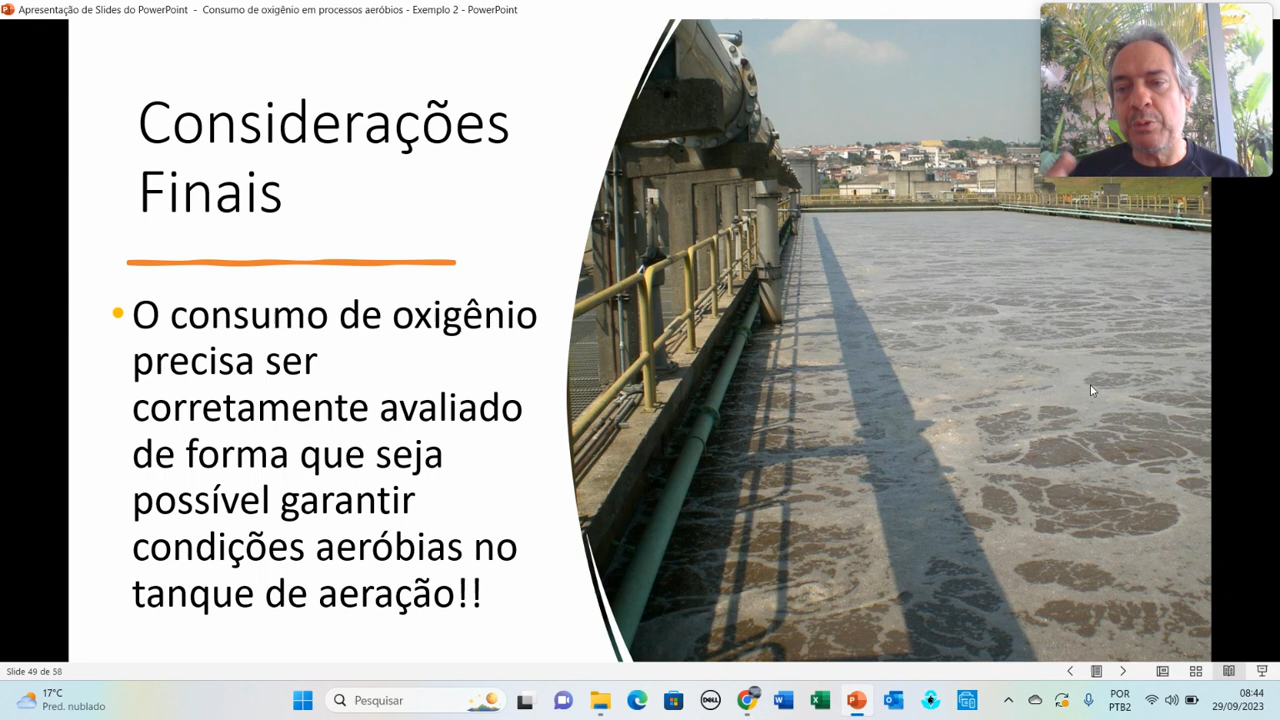 Apresentação de Slides do PowerPoint - Consumo de oxigênio em processos aeróbios - Exemplo 2 - PowerPoint
Considerações
Finais
• O consumo de oxigênio
precisa ser
corretamente avaliado
de forma que seja
possível garantir
condições aeróbias no
tanque de aeração!!
Slide 49 de 58
17°C
Pred. nublado
Pesquisar
DELL
POR
PTB2
08:44
29/09/2023